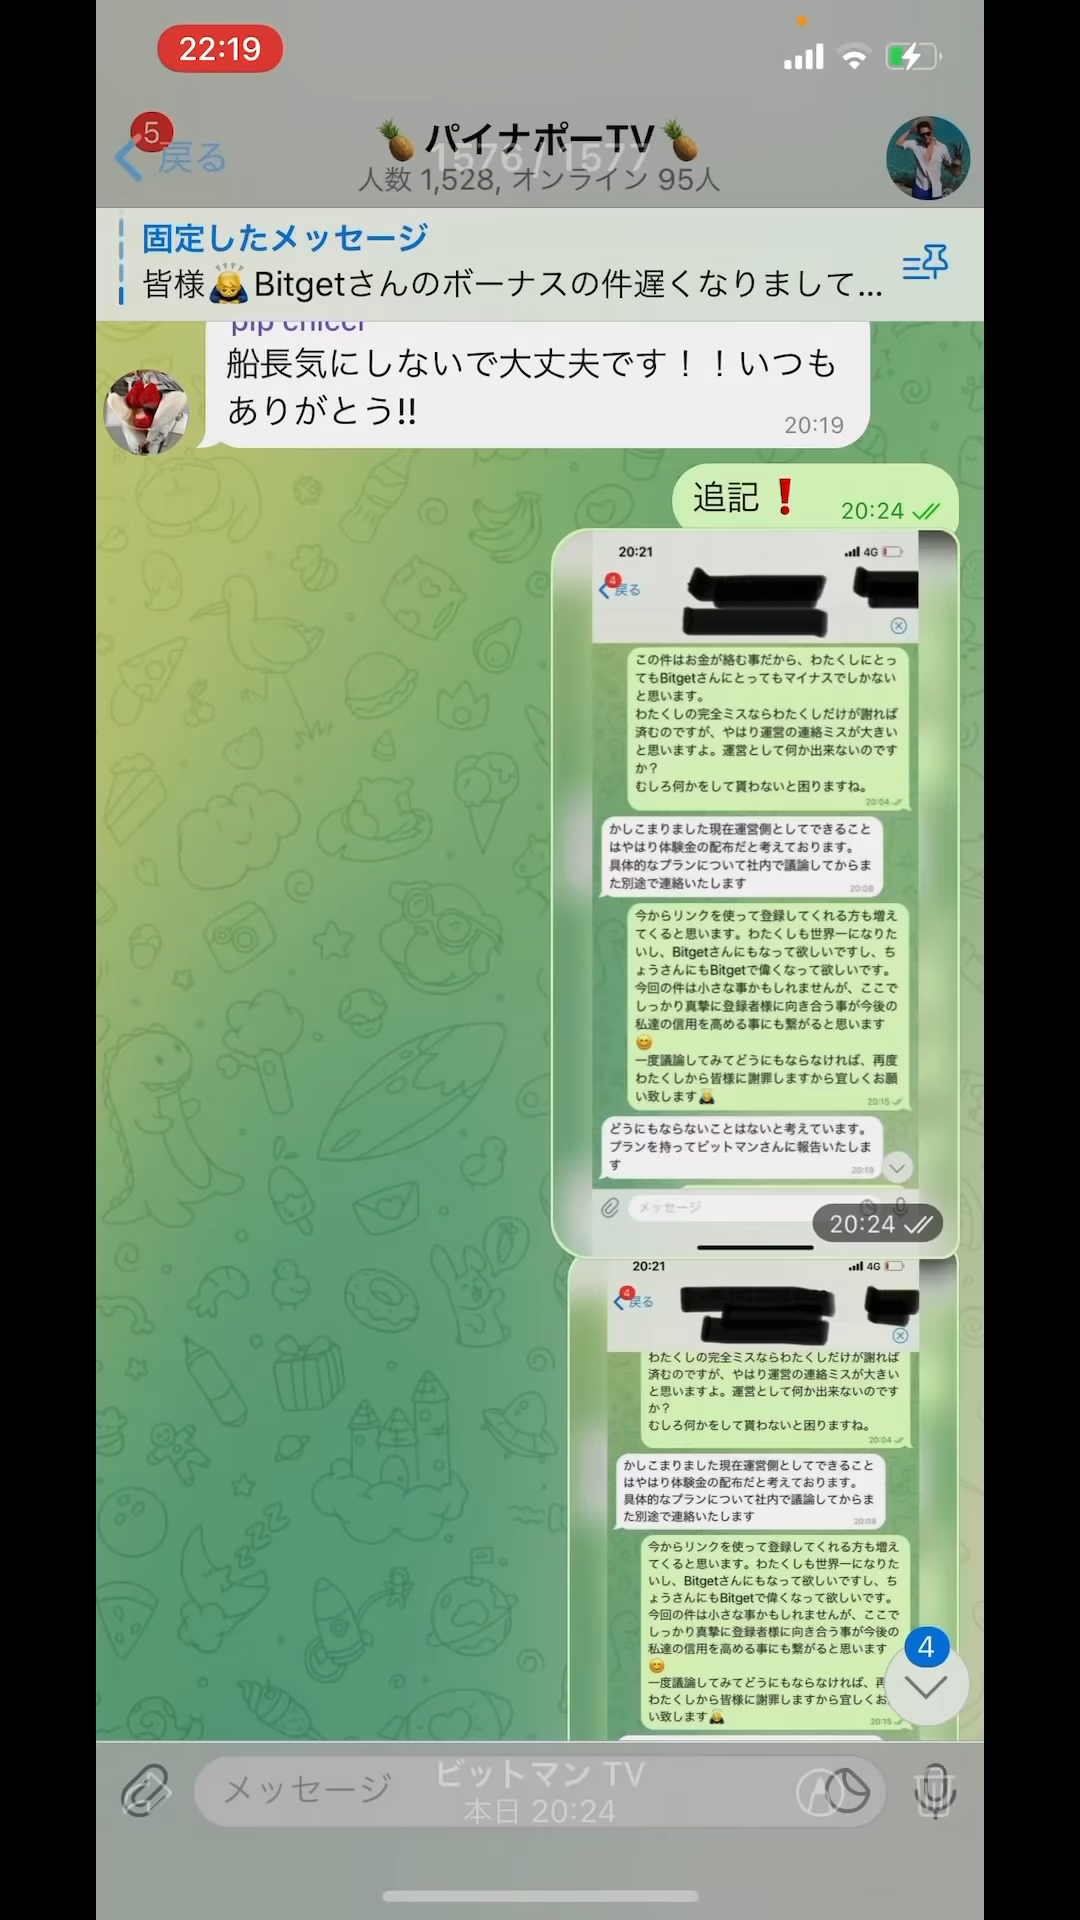 22:19
5
戻る
🍍 パイナポーTV 🍍
1576 / 1577
人数 1,528, オンライン 95人
固定したメッセージ
皆様🙇Bitgetさんのボーナスの件遅くなりまして...
pip chicci
船長気にしないで大丈夫です！！いつも
ありがとう!!
20:19
追記❗
20:24
20:21
4G
4
戻る
この件はお金が絡む事だから、わたくしにとっ
てもBitgetさんにとってもマイナスでしかない
と思います。
わたくしの完全ミスならわたくしだけが謝れば
済むのですが、やはり運営の連絡ミスが大きい
と思いますよ。運営として何か出来ないのです
か？
むしろ何かをして貰わないと困りますね。
20:04
かしこまりました現在運営側としてできること
はやはり体験金の配布だと考えております。
具体的なプランについて社内で議論してからま
た別途で連絡いたします
20:08
今からリンクを使って登録してくれる方も増え
てくると思います。わたくしも世界一になりた
いし、Bitgetさんにもなって欲しいですし、ち
ょうさんにもBitgetで偉くなって欲しいです。
今回の件は小さな事かもしれませんが、ここで
しっかり真摯に登録者様に向き合う事が今後の
私達の信用を高める事にも繋がると思います
😊
一度議論してみてどうにもならなければ、再度
わたくしから皆様に謝罪しますから宜しくお願
い致します🙇
20:15
どうにもならないことはないと考えています。
プランを持ってビットマンさんに報告いたしま
す
20:19
メッセージ
20:24
20:21
4G
4
戻る
わたくしの完全ミスならわたくしだけが謝れば
済むのですが、やはり運営の連絡ミスが大きい
と思いますよ。運営として何か出来ないのです
か？
むしろ何かをして貰わないと困りますね。
20:04
かしこまりました現在運営側としてできること
はやはり体験金の配布だと考えております。
具体的なプランについて社内で議論してからま
た別途で連絡いたします
20:08
今からリンクを使って登録してくれる方も増え
てくると思います。わたくしも世界一になりた
いし、Bitgetさんにもなって欲しいですし、ち
ょうさんにもBitgetで偉くなって欲しいです。
今回の件は小さな事かもしれませんが、ここで
しっかり真摯に登録者様に向き合う事が今後の
私達の信用を高める事にも繋がると思います
😊
一度議論してみてどうにもならなければ、再
わたくしから皆様に謝罪しますから宜しくお
い致します🙇
20:15
4
メッセージ
ビットマン TV
本日 20:24